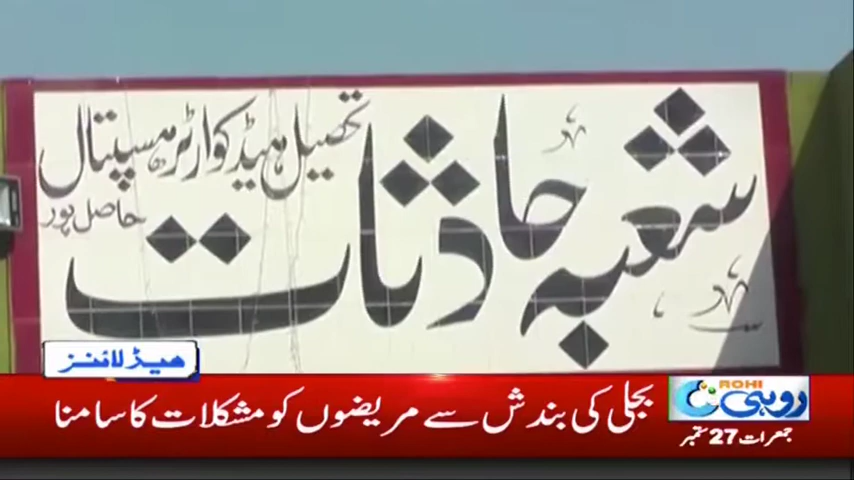 تحصیل ہیڈ کوارٹر ہسپتال
حاصل پور
شعبہ حادثات
ہیڈ لائنز
بجلی کی بندش سے مریضوں کو مشکلات کا سامنا
ROHI
روہی
جمعرات 27 ستمبر